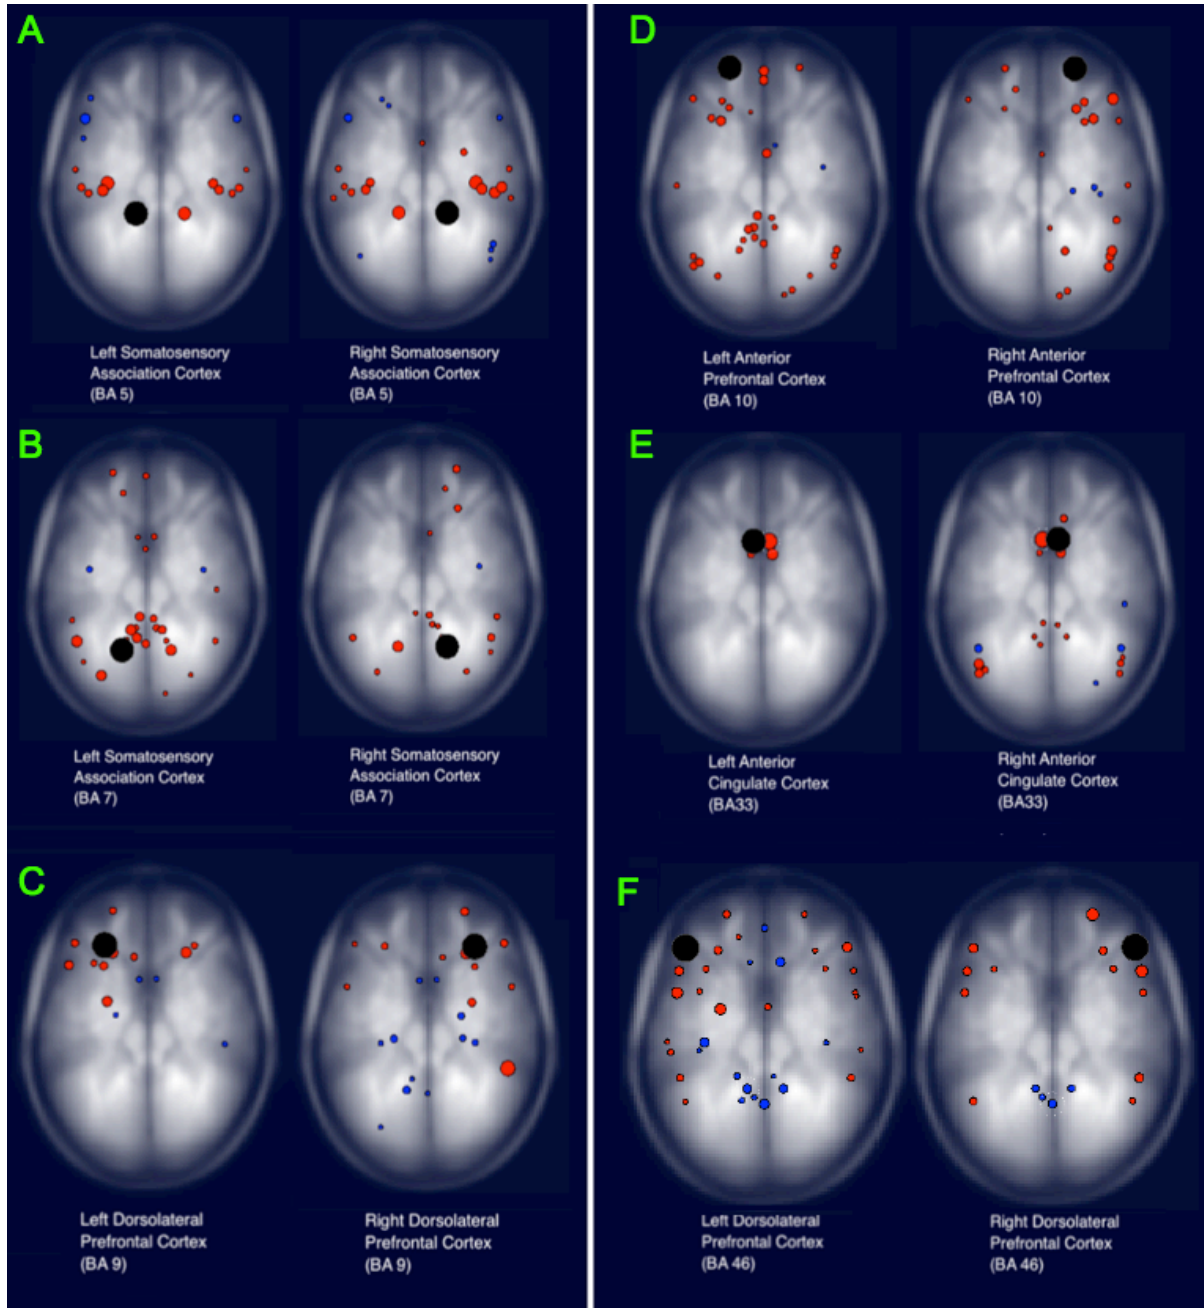 A
Left Somatosensory
Association Cortex
(BA 5)
Right Somatosensory
Association Cortex
(BA 5)
B
Left Somatosensory
Association Cortex
(BA 7)
Right Somatosensory
Association Cortex
(BA 7)
C
Left Dorsolateral
Prefrontal Cortex
(BA 9)
Right Dorsolateral
Prefrontal Cortex
(BA 9)
D
Left Anterior
Prefrontal Cortex
(BA 10)
Right Anterior
Prefrontal Cortex
(BA 10)
E
Left Anterior
Cingulate Cortex
(BA33)
Right Anterior
Cingulate Cortex
(BA33)
F
Left Dorsolateral
Prefrontal Cortex
(BA 46)
Right Dorsolateral
Prefrontal Cortex
(BA 46)